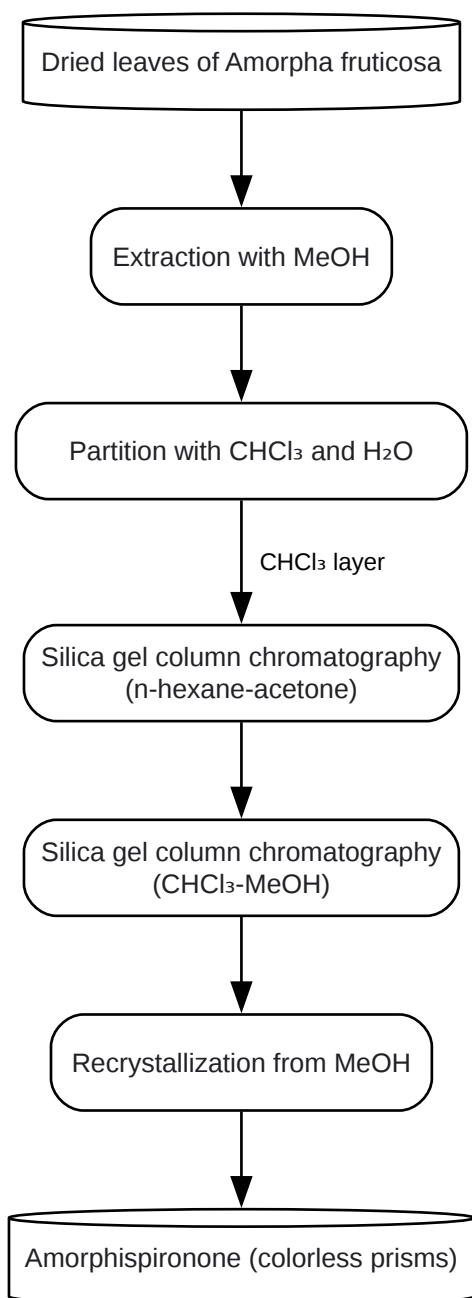 Dried leaves of Amorpha fruticosa
Extraction with MeOH
Partition with CHCl₃ and H₂O
CHCl₃ layer
Silica gel column chromatography
(n-hexane-acetone)
Silica gel column chromatography
(CHCl₃-MeOH)
Recrystallization from MeOH
Amorphispironone (colorless prisms)